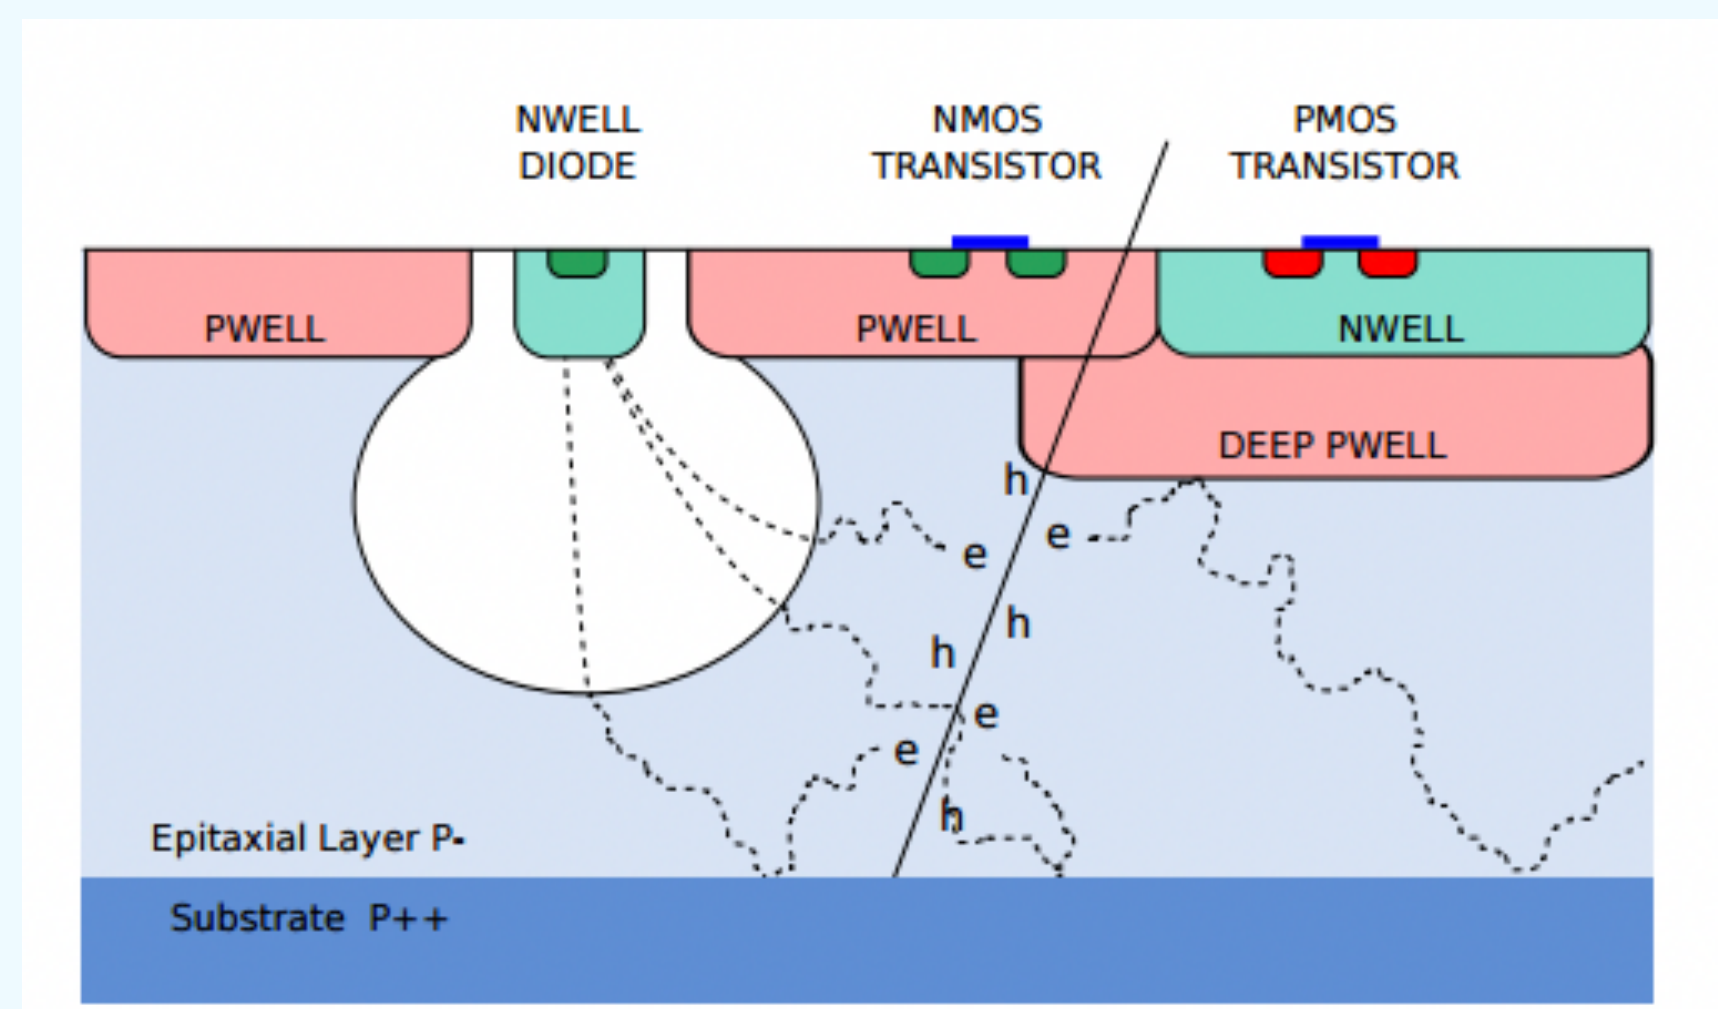 NWELL
DIODE
NMOS
TRANSISTOR
PMOS
TRANSISTOR
PWELL
PWELL
NWELL
DEEP PWELL
h
e
e
h
h
e
e
h
Epitaxial Layer P-
Substrate P++